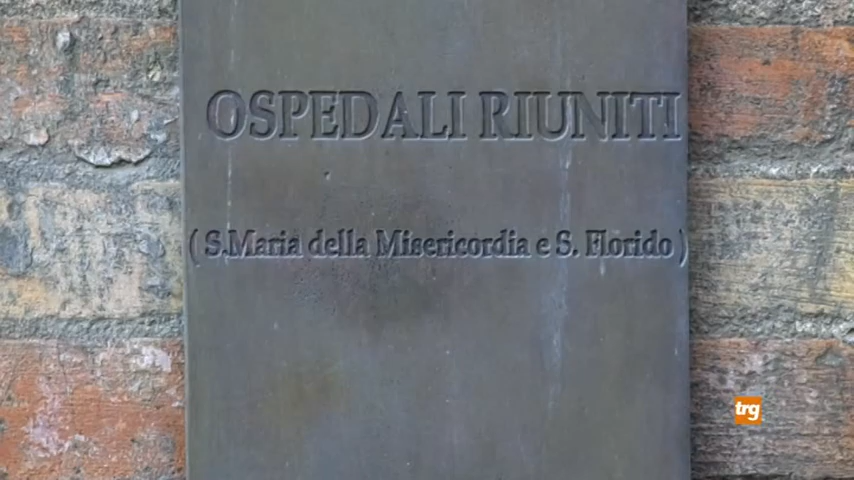 OSPEDALI RIUNITI
( S.Maria della Misericordia e S. Florido )
trg